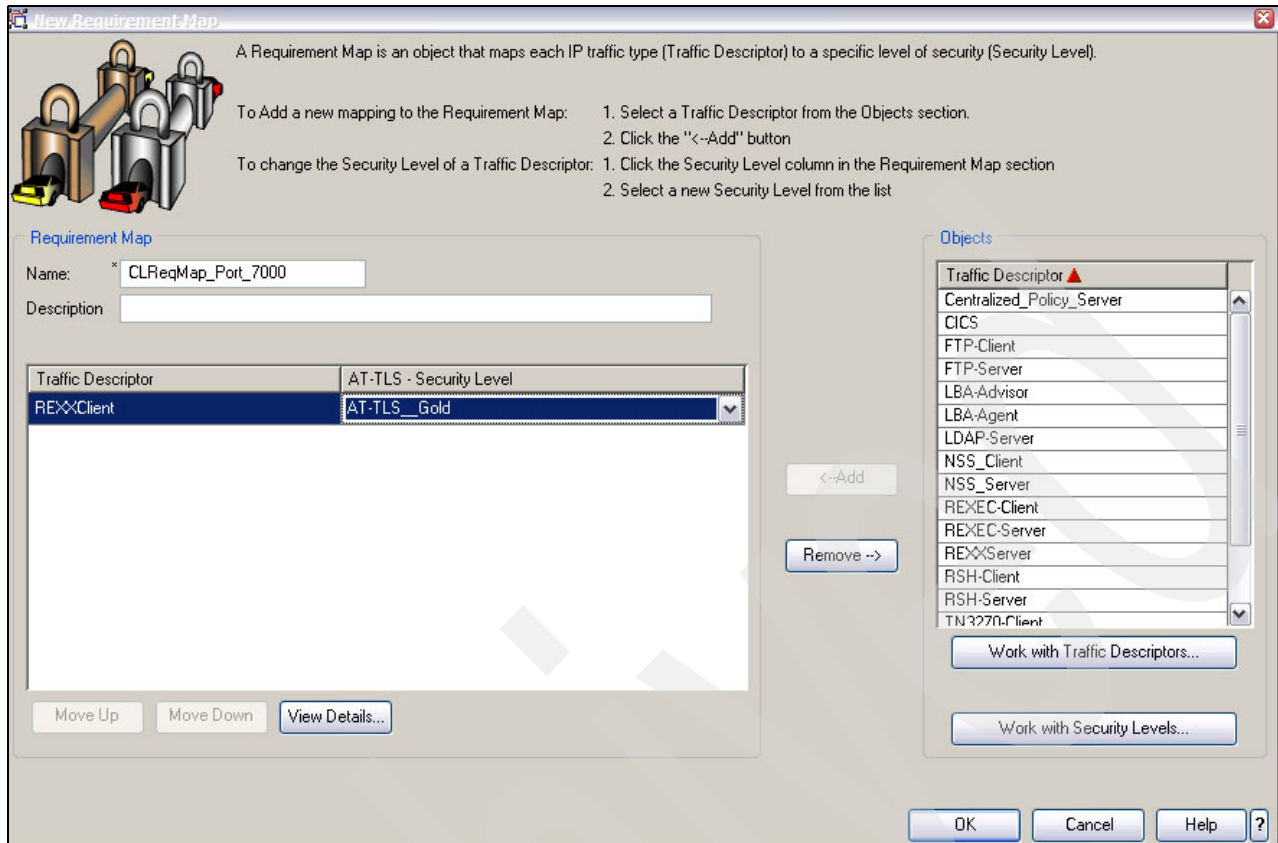 New Requirement Map
A Requirement Map is an object that maps each IP traffic type (Traffic Descriptor) to a specific level of security (Security Level).
To Add a new mapping to the Requirement Map: 1. Select a Traffic Descriptor from the Objects section.
2. Click the "<--Add" button
To change the Security Level of a Traffic Descriptor: 1. Click the Security Level column in the Requirement Map section
2. Select a new Security Level from the list
Requirement Map
Name: * CLReqMap_Port_7000
Description
Traffic Descriptor AT-TLS - Security Level
REXXClient AT-TLS__Gold
Move Up Move Down View Details...
<--Add
Remove -->
Objects
Traffic Descriptor
Centralized_Policy_Server
CICS
FTP-Client
FTP-Server
LBA-Advisor
LBA-Agent
LDAP-Server
NSS_Client
NSS_Server
REXEC-Client
REXEC-Server
REXXServer
RSH-Client
RSH-Server
TN3270-Client
Work with Traffic Descriptors...
Work with Security Levels...
OK Cancel Help ?